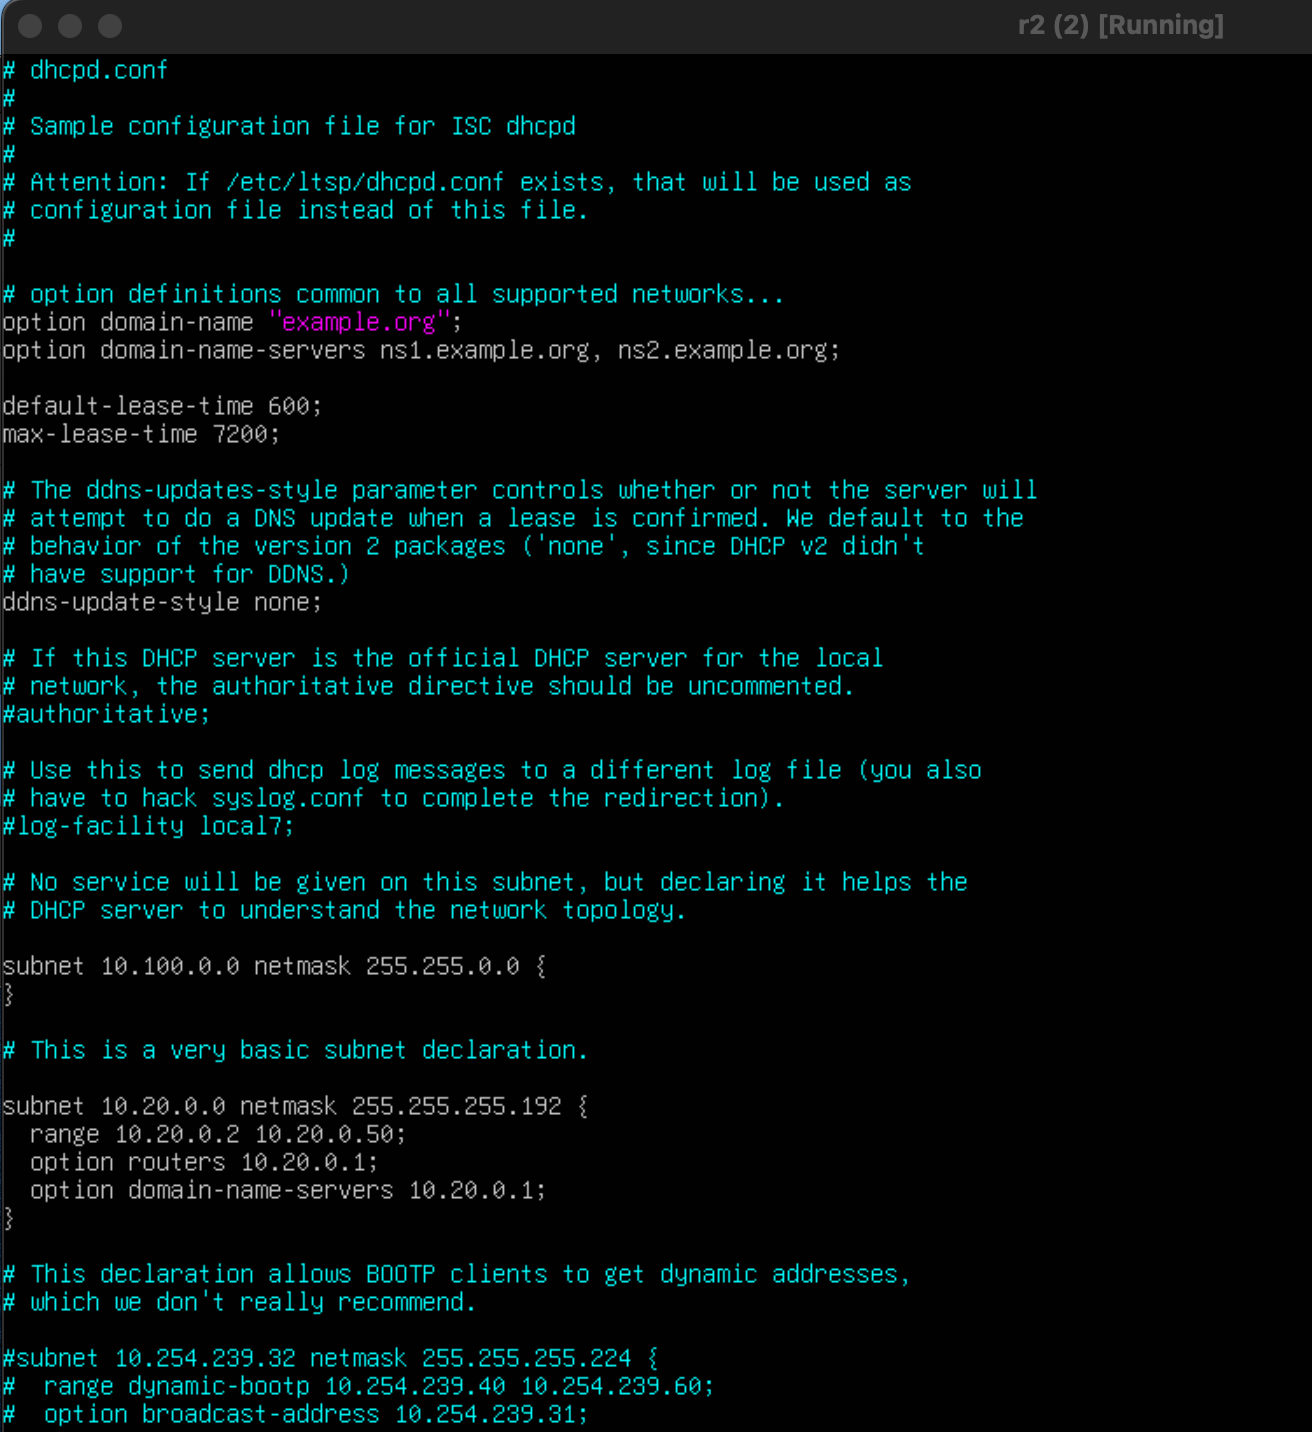 r2 (2) [Running]
# dhcpd.conf
#
# Sample configuration file for ISC dhcpd
#
# Attention: If /etc/ltsp/dhcpd.conf exists, that will be used as
# configuration file instead of this file.
#
# option definitions common to all supported networks...
option domain-name "example.org";
option domain-name-servers ns1.example.org, ns2.example.org;
default-lease-time 600;
max-lease-time 7200;
# The ddns-updates-style parameter controls whether or not the server will
# attempt to do a DNS update when a lease is confirmed. We default to the
# behavior of the version 2 packages ('none', since DHCP v2 didn't
# have support for DDNS.)
ddns-update-style none;
# If this DHCP server is the official DHCP server for the local
# network, the authoritative directive should be uncommented.
#authoritative;
# Use this to send dhcp log messages to a different log file (you also
# have to hack syslog.conf to complete the redirection).
#log-facility local7;
# No service will be given on this subnet, but declaring it helps the
# DHCP server to understand the network topology.
subnet 10.100.0.0 netmask 255.255.0.0 {
}
# This is a very basic subnet declaration.
subnet 10.20.0.0 netmask 255.255.255.192 {
  range 10.20.0.2 10.20.0.50;
  option routers 10.20.0.1;
  option domain-name-servers 10.20.0.1;
}
# This declaration allows BOOTP clients to get dynamic addresses,
# which we don't really recommend.
#subnet 10.254.239.32 netmask 255.255.255.224 {
#  range dynamic-bootp 10.254.239.40 10.254.239.60;
#  option broadcast-address 10.254.239.31;